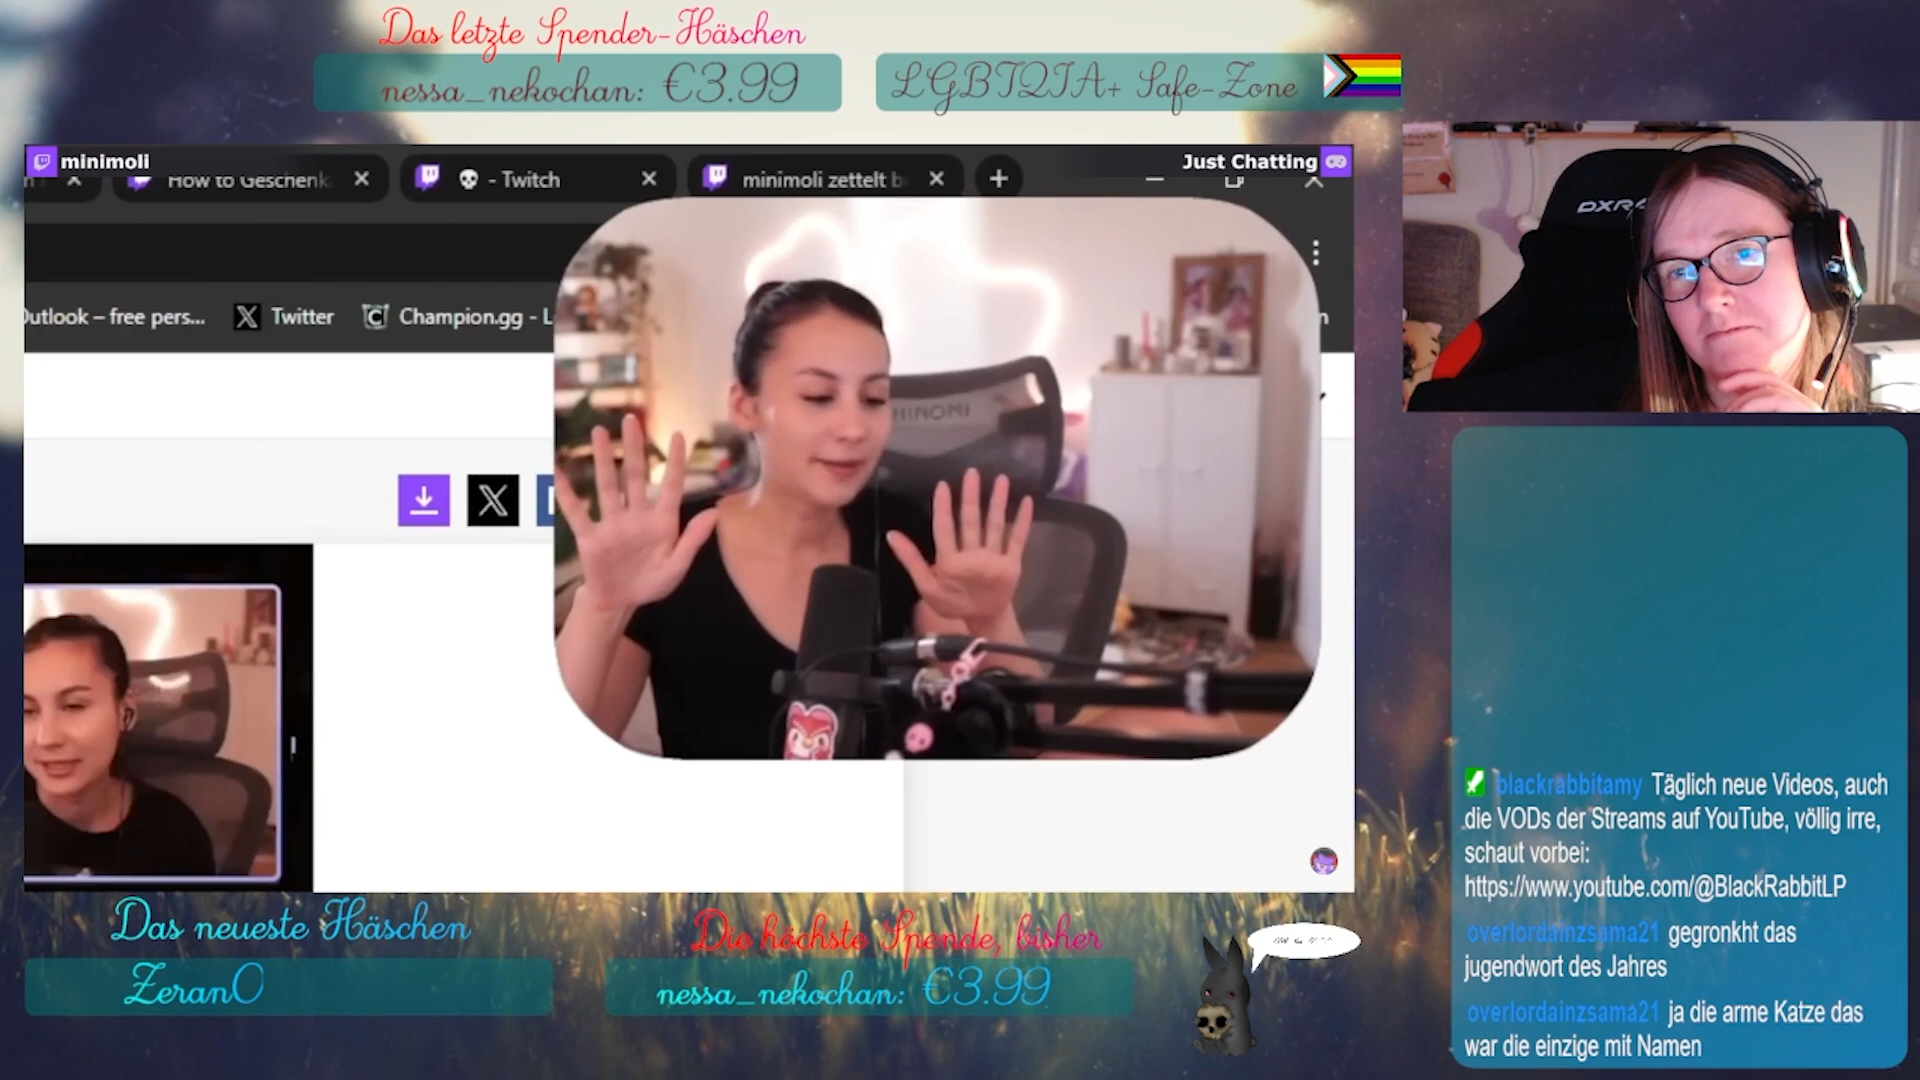 Das letzte Spender-Häschen
nessa_nekochan: €3.99
LGBTQIA+ Safe-Zone
minimoli
Just Chatting
How to Geschenk
- Twitch
minimoli zettelt b
Outlook – free pers...
Twitter
Champion.gg - L
HINOMI
DXRA
blackrabbitamy Täglich neue Videos, auch
die VODs der Streams auf YouTube, völlig irre,
schaut vorbei:
https://www.youtube.com/@BlackRabbitLP
overlordainzsama21 gegronkht das
jugendwort des Jahres
overlordainzsama21 ja die arme Katze das
war die einzige mit Namen
Das neueste Häschen
ZeranO
Die höchste Spende, bisher
nessa_nekochan: €3.99